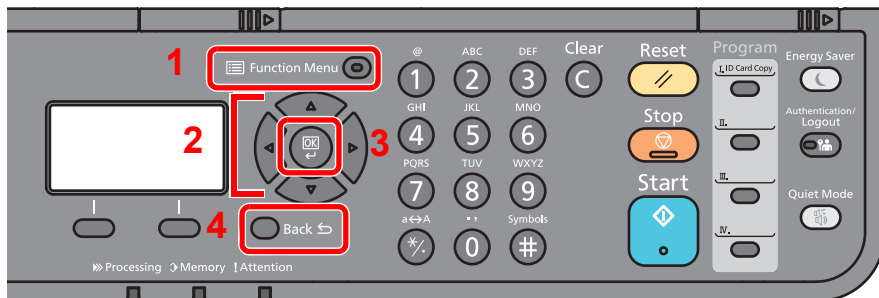 1
Function Menu
2
OK
3
4
Back
Processing Memory ! Attention
@ ABC DEF Clear
1 2 3 C
GHI JKL MNO
4 5 6
PQRS TUV WXYZ
7 8 9
a↔A . , Symbols
*/. 0 #
Reset
Stop
Start
Program
I. ID Card Copy
II.
III.
IV.
Energy Saver
Authentication/
Logout
Quiet Mode